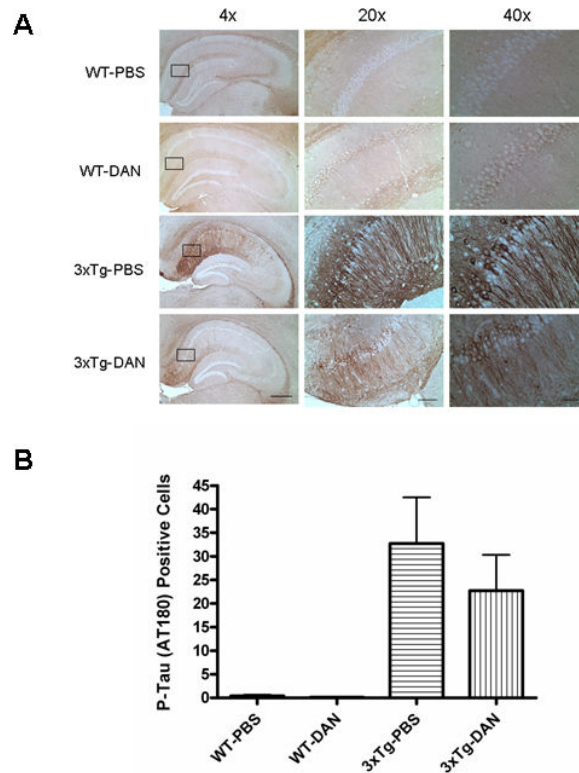 A
4x 20x 40x
WT-PBS
WT-DAN
3xTg-PBS
3xTg-DAN
B
P-Tau (AT180) Positive Cells
45
40
35
30
25
20
15
10
5
0
WT-PBS WT-DAN 3xTg-PBS 3xTg-DAN